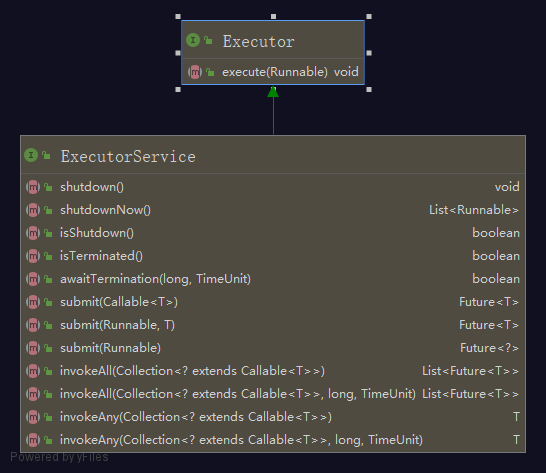 Executor
execute(Runnable) void
ExecutorService
shutdown() void
shutdownNow() List<Runnable>
isShutdown() boolean
isTerminated() boolean
awaitTermination(long, TimeUnit) boolean
submit(Callable<T>) Future<T>
submit(Runnable, T) Future<T>
submit(Runnable) Future<?>
invokeAll(Collection<? extends Callable<T>>) List<Future<T>>
invokeAll(Collection<? extends Callable<T>>, long, TimeUnit) List<Future<T>>
invokeAny(Collection<? extends Callable<T>>) T
invokeAny(Collection<? extends Callable<T>>, long, TimeUnit) T
Powered by yFiles